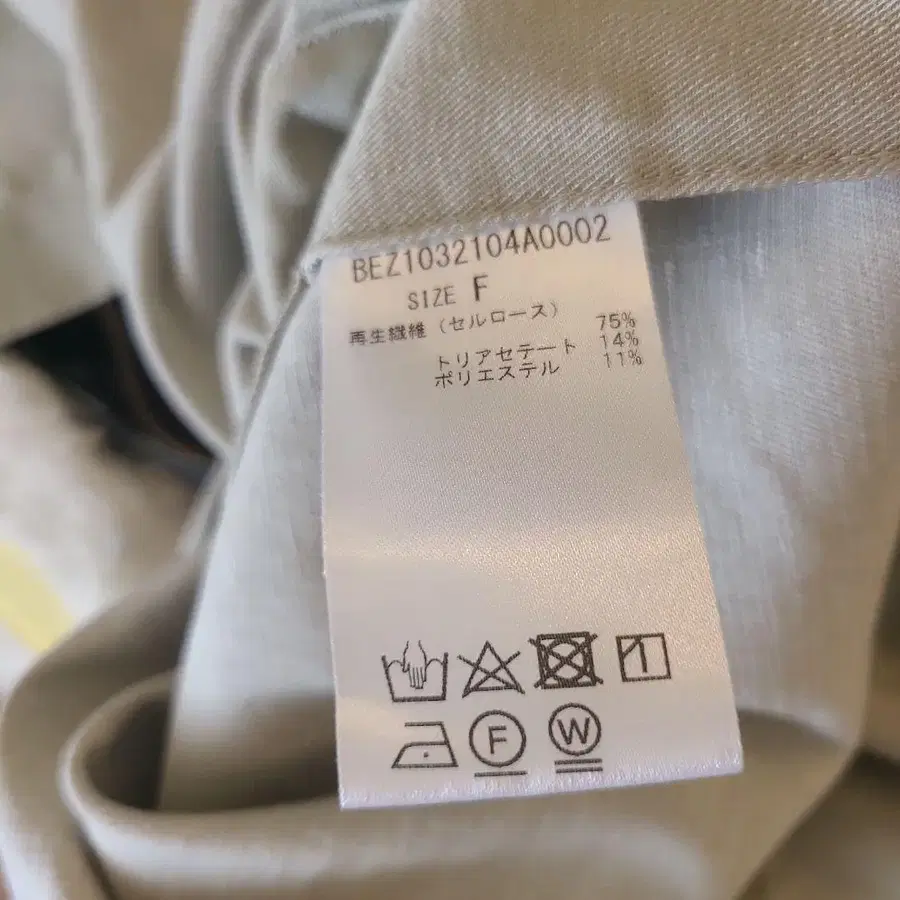 BEZ1032104A0002
SIZE F
再生繊維 (セルロース) 75%
トリアセテート 14%
ポリエステル 11%
F W